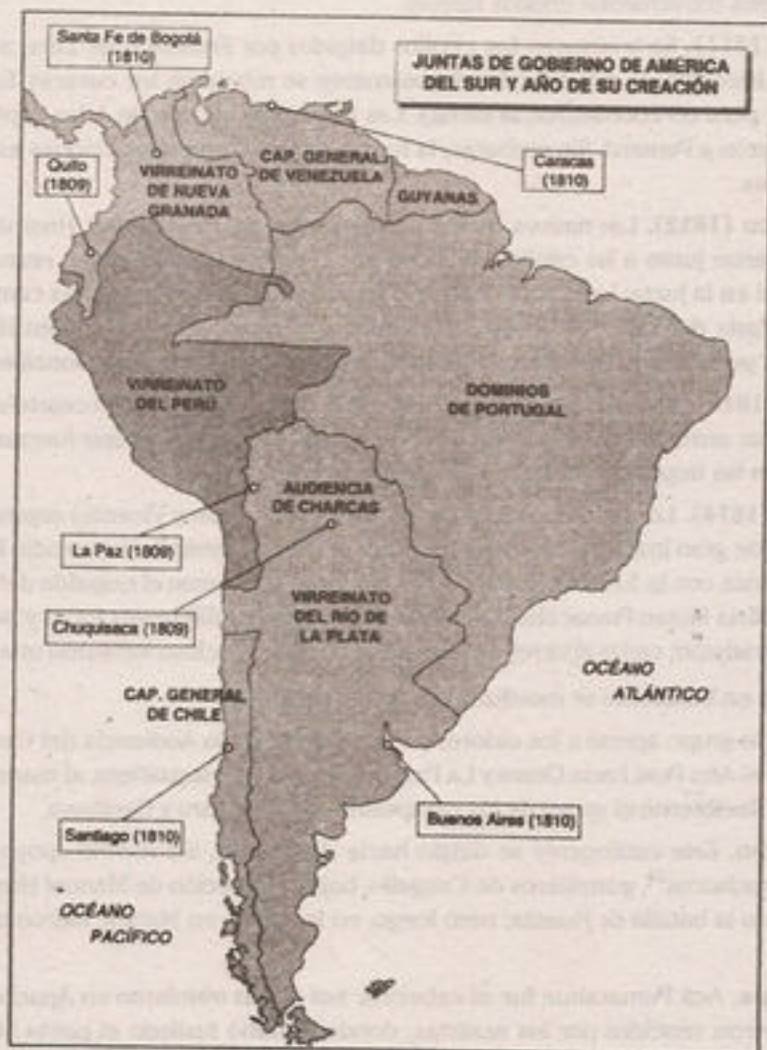 JUNTAS DE GOBIERNO DE AMÉRICA
DEL SUR Y AÑO DE SU CREACIÓN
Santa Fe de Bogotá
(1810)
Quito
(1809)
VIRREINATO
DE NUEVA
GRANADA
CAP. GENERAL
DE VENEZUELA
GUYANAS
Caracas
(1810)
VIRREINATO
DEL PERÚ
DOMINIOS
DE PORTUGAL
AUDIENCIA
DE CHARCAS
La Paz (1809)
Chuquisaca (1809)
VIRREINATO
DEL RÍO DE
LA PLATA
CAP. GENERAL
DE CHILE
OCÉANO
ATLÁNTICO
Santiago (1810)
Buenos Aires (1810)
OCÉANO
PACÍFICO